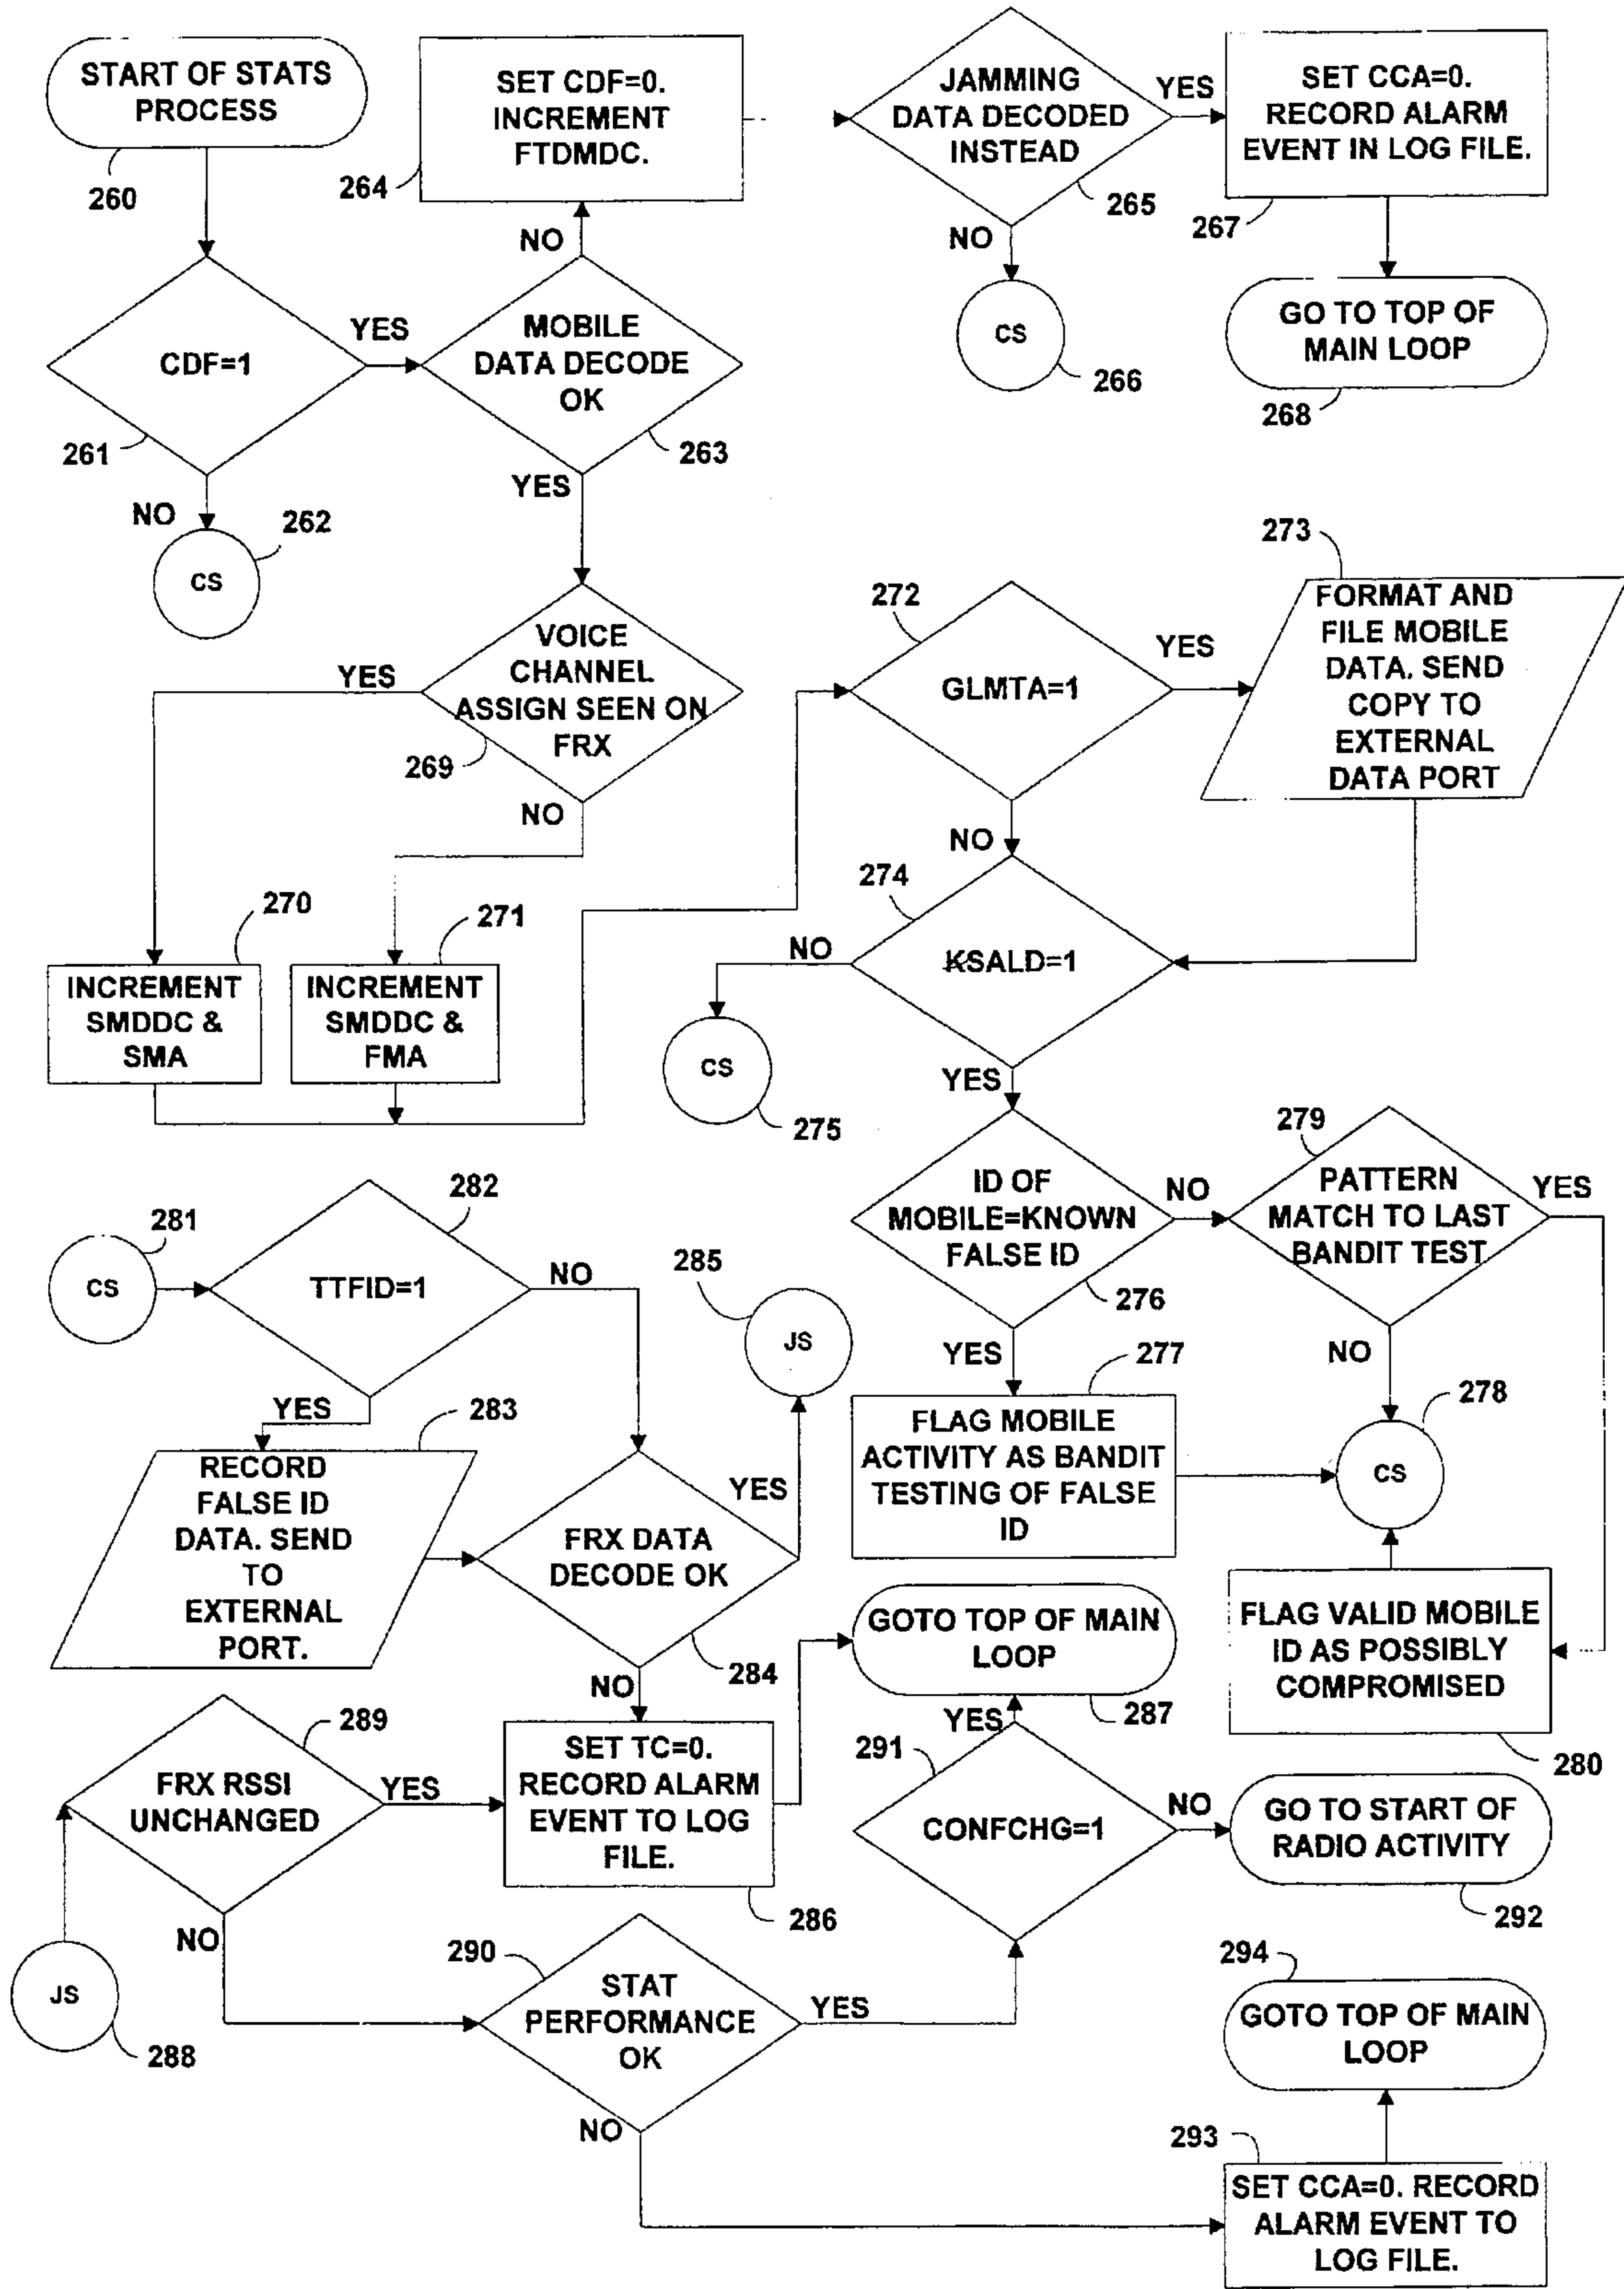 START OF STATS
PROCESS
260
SET CDF=0.
INCREMENT
FTDMDC.
264
JAMMING
DATA DECODED
INSTEAD
265
YES
SET CCA=0.
RECORD ALARM
EVENT IN LOG FILE.
267
NO
NO
CS
266
GO TO TOP OF
MAIN LOOP
268
CDF=1
261
YES
MOBILE
DATA DECODE
OK
263
YES
NO
262
CS
VOICE
CHANNEL
ASSIGN SEEN ON
FRX
269
YES
NO
272
GLMTA=1
YES
273
FORMAT AND
FILE MOBILE
DATA. SEND
COPY TO
EXTERNAL
DATA PORT
NO
274
KSALD=1
NO
CS
275
YES
270
INCREMENT
SMDDC &
SMA
271
INCREMENT
SMDDC &
FMA
ID OF
MOBILE=KNOWN
FALSE ID
276
NO
279
PATTERN
MATCH TO LAST
BANDIT TEST
YES
YES
277
FLAG MOBILE
ACTIVITY AS BANDIT
TESTING OF FALSE
ID
NO
278
CS
FLAG VALID MOBILE
ID AS POSSIBLY
COMPROMISED
280
281
CS
282
TTFID=1
NO
285
JS
YES
283
RECORD
FALSE ID
DATA. SEND
TO
EXTERNAL
PORT.
FRX DATA
DECODE OK
YES
284
NO
GOTO TOP OF MAIN
LOOP
287
289
FRX RSSI
UNCHANGED
YES
SET TC=0.
RECORD ALARM
EVENT TO LOG
FILE.
286
YES
291
CONFCHG=1
NO
GO TO START OF
RADIO ACTIVITY
292
NO
JS
288
290
STAT
PERFORMANCE
OK
YES
NO
294
GOTO TOP OF MAIN
LOOP
293
SET CCA=0. RECORD
ALARM EVENT TO
LOG FILE.